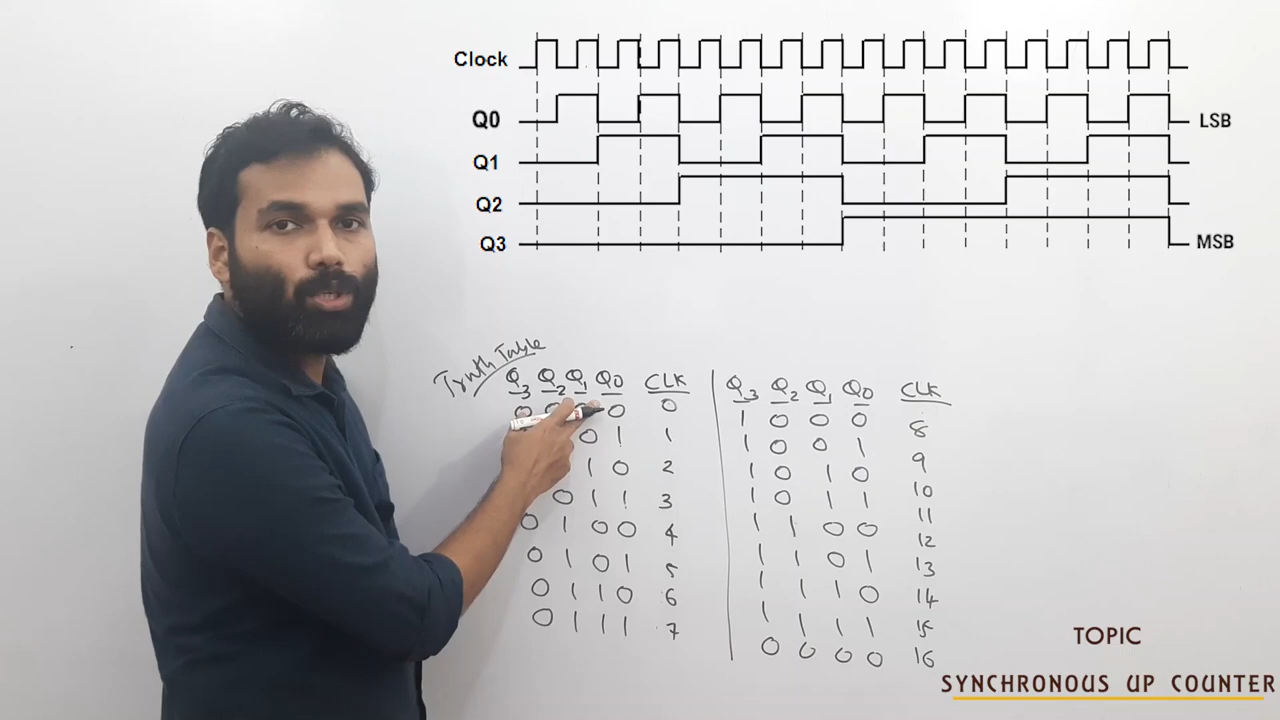 Clock
Q0 LSB
Q1
Q2
Q3 MSB
Truth Table
Q3 Q2 Q1 Q0 CLK
0 0 0 0
0 1 1
1 0 2
0 1 1 3
0 1 0 0 4
0 1 0 1 5
0 1 1 0 6
0 1 1 1 7
Q3 Q2 Q1 Q0 CLK
1 0 0 0 8
1 0 0 1 9
1 0 1 0 10
1 0 1 1 11
1 1 0 0 12
1 1 0 1 13
1 1 1 0 14
1 1 1 1 15
0 0 0 0 16
TOPIC
SYNCHRONOUS UP COUNTER